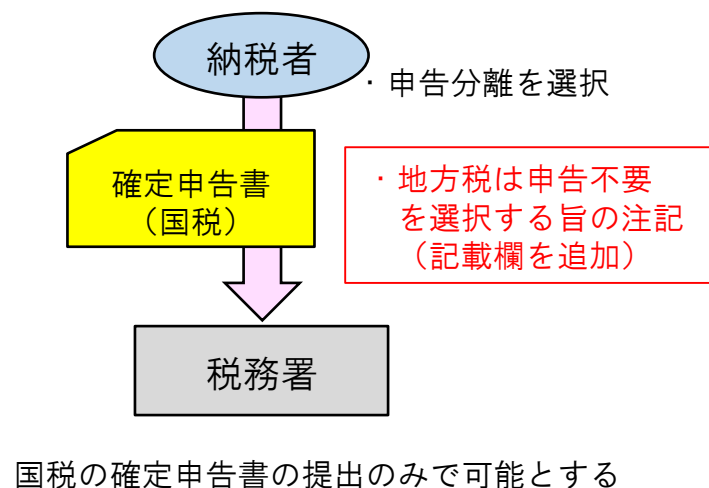 納税者
・申告分離を選択
確定申告書
（国税）
・地方税は申告不要
を選択する旨の注記
（記載欄を追加）
税務署
国税の確定申告書の提出のみで可能とする